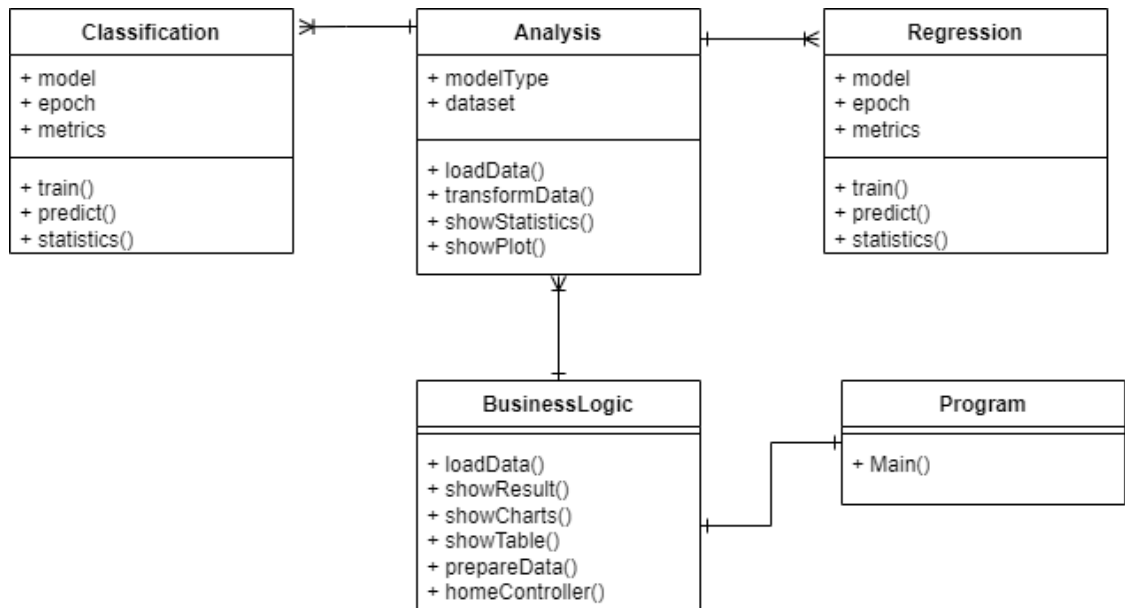 Classification
+ model
+ epoch
+ metrics
+ train()
+ predict()
+ statistics()
Analysis
+ modelType
+ dataset
+ loadData()
+ transformData()
+ showStatistics()
+ showPlot()
Regression
+ model
+ epoch
+ metrics
+ train()
+ predict()
+ statistics()
BusinessLogic
+ loadData()
+ showResult()
+ showCharts()
+ showTable()
+ prepareData()
+ homeController()
Program
+ Main()